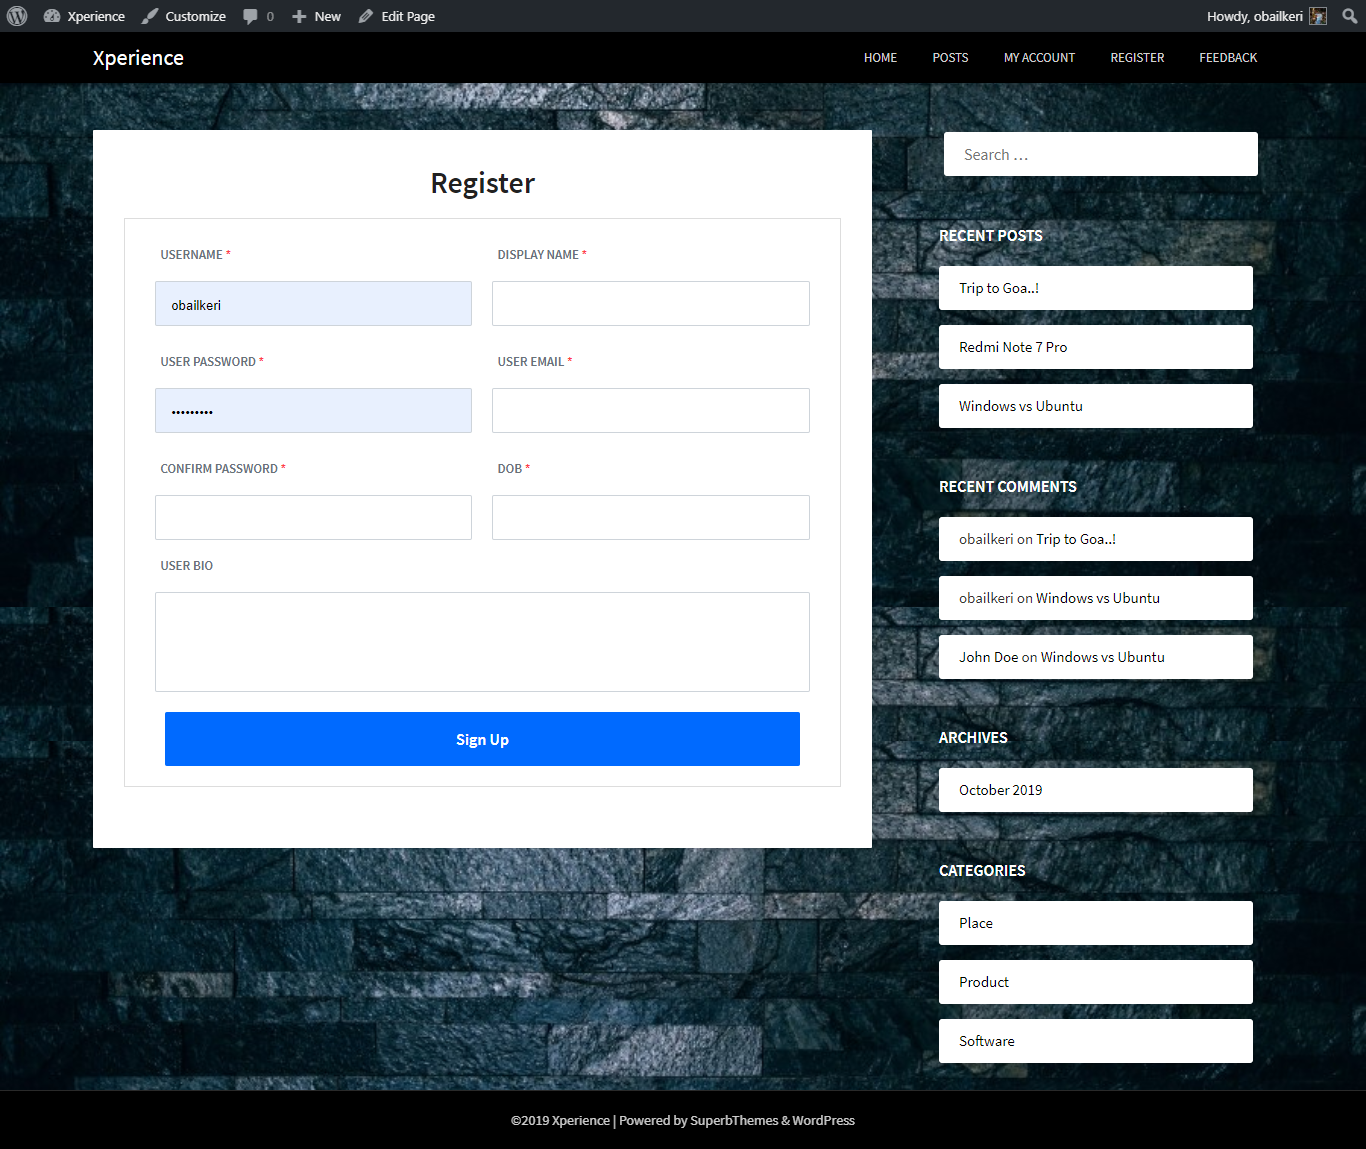 Xperience Customize 0 New Edit Page Howdy, obailkeri
Xperience HOME POSTS MY ACCOUNT REGISTER FEEDBACK
Register
USERNAME * DISPLAY NAME *
obailkeri
USER PASSWORD * USER EMAIL *
•••••••••
CONFIRM PASSWORD * DOB *
USER BIO
Sign Up
Search …
RECENT POSTS
Trip to Goa..!
Redmi Note 7 Pro
Windows vs Ubuntu
RECENT COMMENTS
obailkeri on Trip to Goa..!
obailkeri on Windows vs Ubuntu
John Doe on Windows vs Ubuntu
ARCHIVES
October 2019
CATEGORIES
Place
Product
Software
©2019 Xperience | Powered by SuperbThemes & WordPress